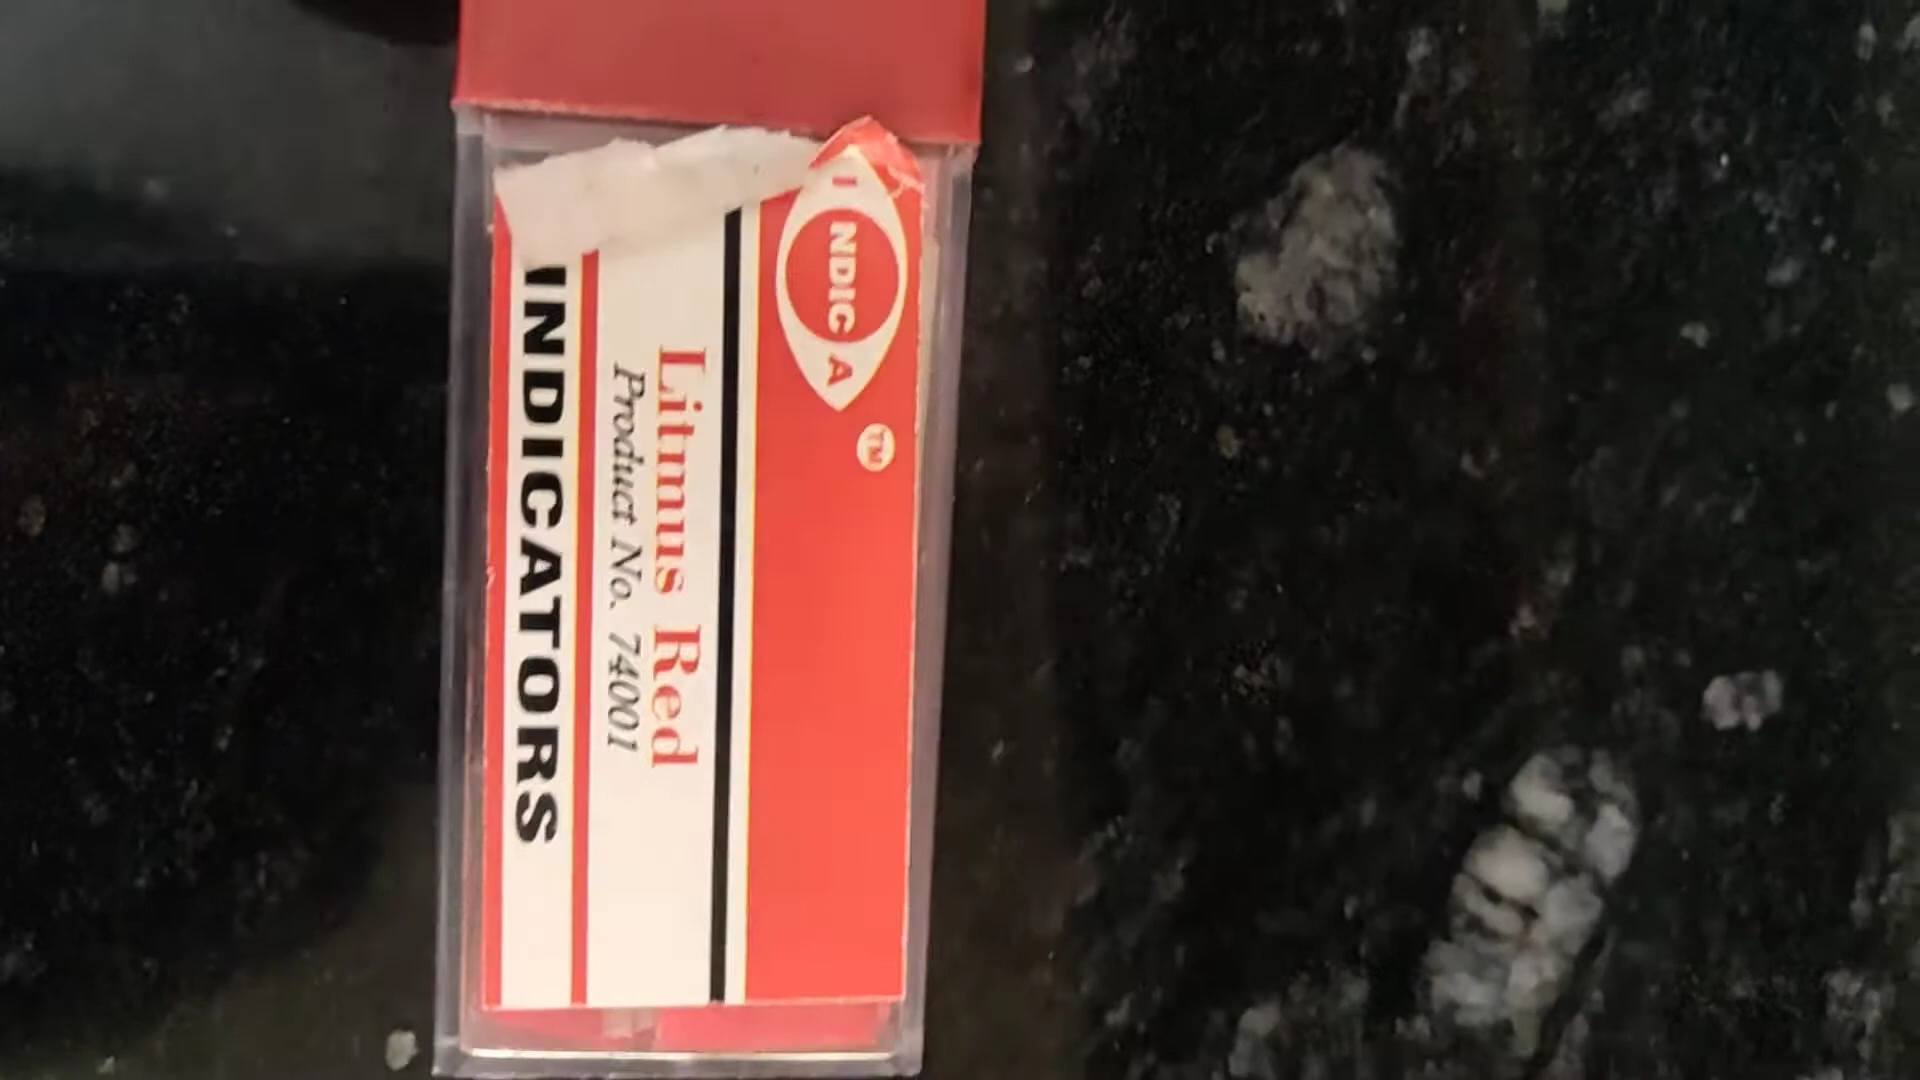 INDICA
TM
Litmus Red
Product No. 74001
INDICATORS